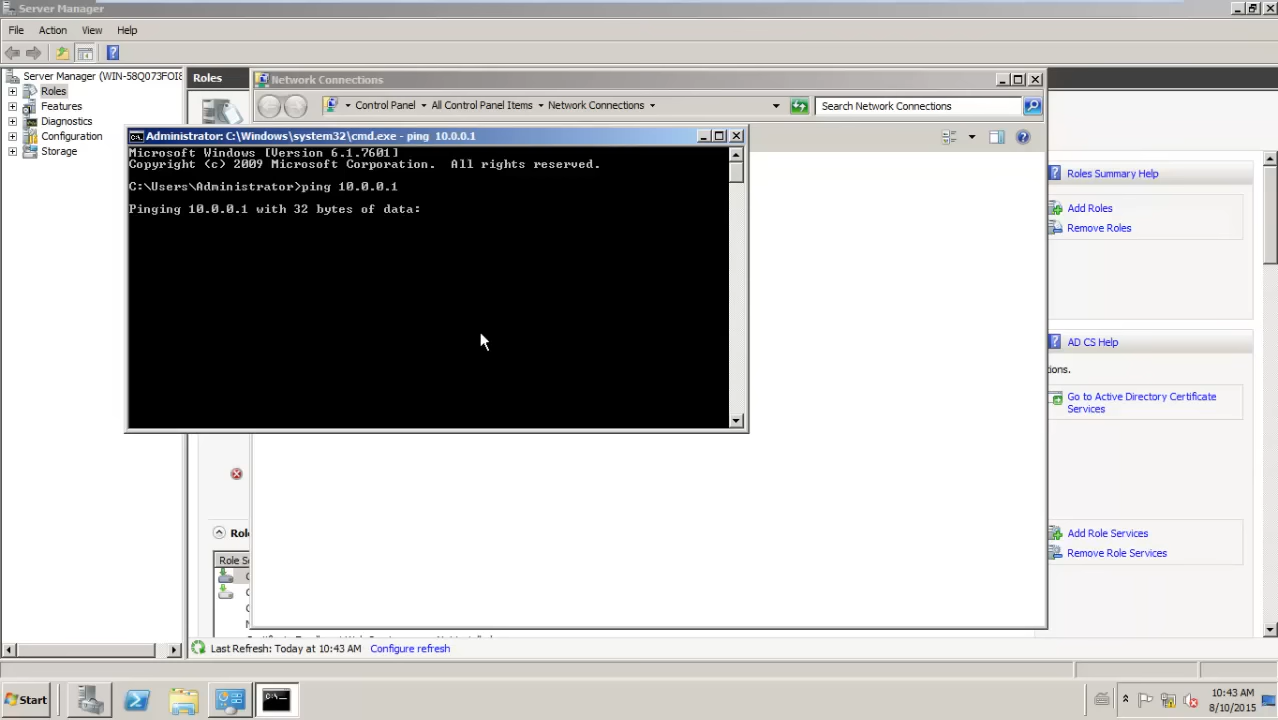 Server Manager
File Action View Help
Server Manager (WIN-58Q073FOI8
Roles
Features
Diagnostics
Configuration
Storage
Roles
Network Connections
Control Panel All Control Panel Items Network Connections
Search Network Connections
Administrator: C:\Windows\system32\cmd.exe - ping 10.0.0.1
Microsoft Windows [Version 6.1.7601]
Copyright (c) 2009 Microsoft Corporation. All rights reserved.
C:\Users\Administrator>ping 10.0.0.1
Pinging 10.0.0.1 with 32 bytes of data:
Roles Summary Help
Add Roles
Remove Roles
AD CS Help
ions.
Go to Active Directory Certificate
Services
Add Role Services
Remove Role Services
Rol
Role S
Last Refresh: Today at 10:43 AM Configure refresh
Start
10:43 AM
8/10/2015